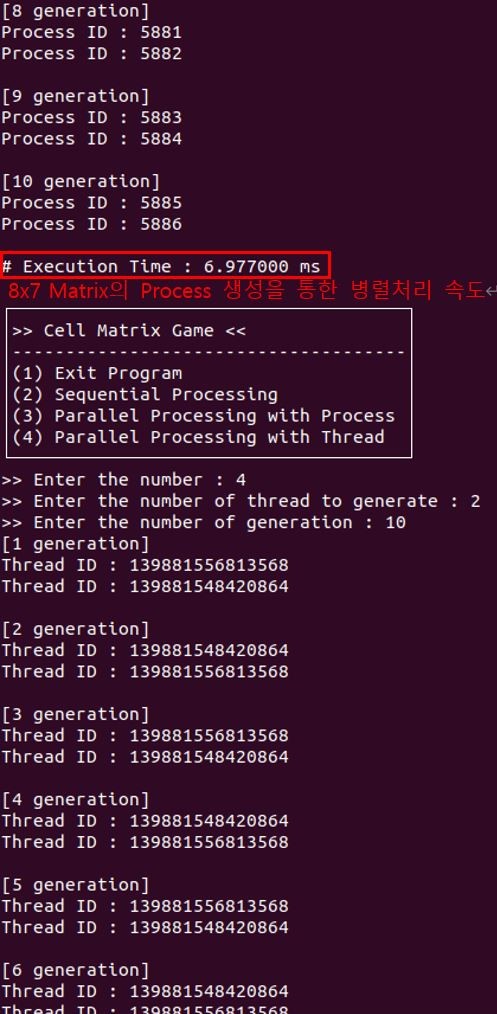 [8 generation]
Process ID : 5881
Process ID : 5882
[9 generation]
Process ID : 5883
Process ID : 5884
[10 generation]
Process ID : 5885
Process ID : 5886
# Execution Time : 6.977000 ms
8x7 Matrix의 Process 생성을 통한 병렬처리 속도↵
>> Cell Matrix Game <<
-------------------------------------
(1) Exit Program
(2) Sequential Processing
(3) Parallel Processing with Process
(4) Parallel Processing with Thread
>> Enter the number : 4
>> Enter the number of thread to generate : 2
>> Enter the number of generation : 10
[1 generation]
Thread ID : 139881556813568
Thread ID : 139881548420864
[2 generation]
Thread ID : 139881548420864
Thread ID : 139881556813568
[3 generation]
Thread ID : 139881556813568
Thread ID : 139881548420864
[4 generation]
Thread ID : 139881548420864
Thread ID : 139881556813568
[5 generation]
Thread ID : 139881556813568
Thread ID : 139881548420864
[6 generation]
Thread ID : 139881548420864
Thread ID : 139881556813568